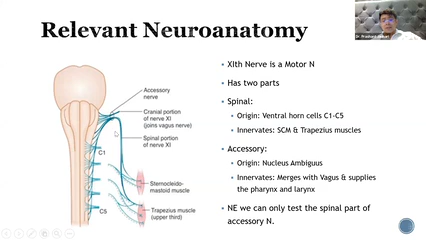 Relevant Neuroanatomy
Accessory
nerve
Cranial portion
of nerve XI
(joins vagus nerve)
Spinal portion
of nerve XI
C1
Sternocleido-
mastoid muscle
C5
Trapezius muscle
(upper third)
XIth Nerve is a Motor N
Has two parts
Spinal:
Origin: Ventral horn cells C1-C5
Innervates: SCM & Trapezius muscles
Accessory:
Origin: Nucleus Ambiguus
Innervates: Merges with Vagus & supplies
the pharynx and larynx
NE we can only test the spinal part of
accessory N.